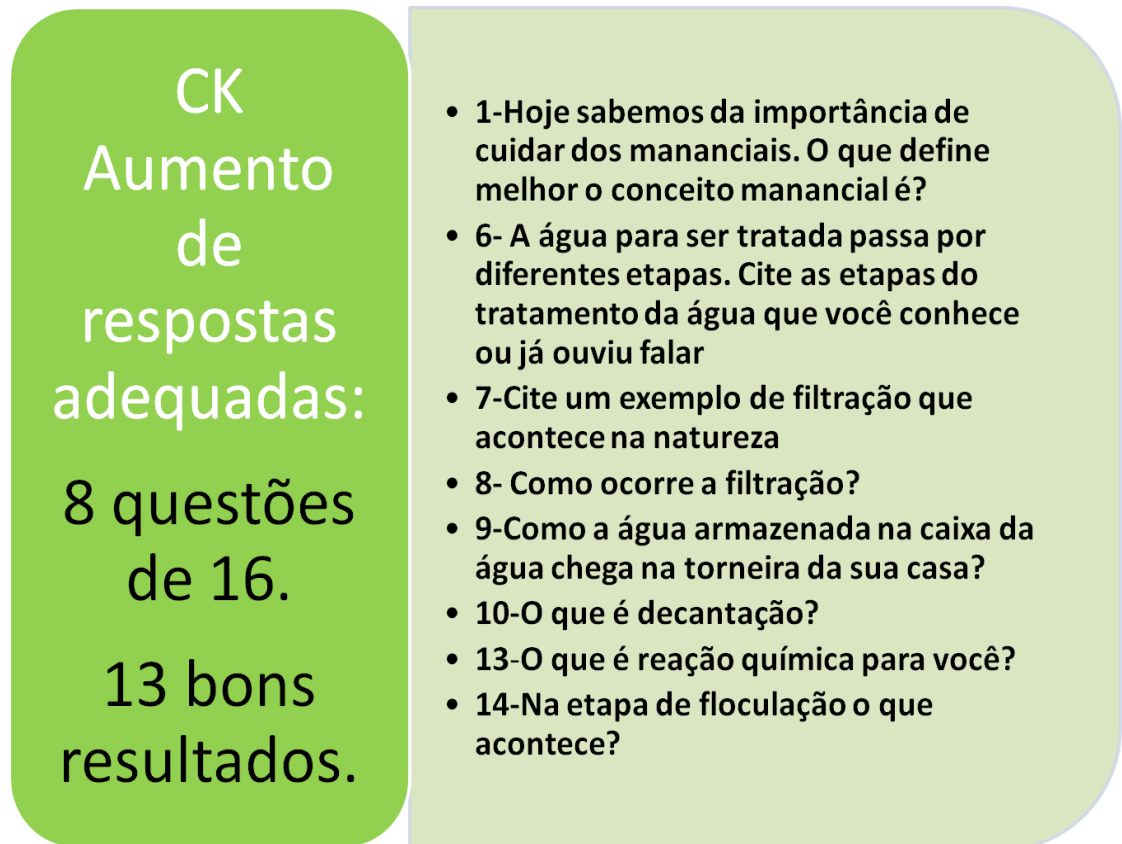 CK
Aumento
de
respostas
adequadas:
8 questões
de 16.
13 bons
resultados.
• 1-Hoje sabemos da importância de
cuidar dos mananciais. O que define
melhor o conceito manancial é?
• 6- A água para ser tratada passa por
diferentes etapas. Cite as etapas do
tratamento da água que você conhece
ou já ouviu falar
• 7-Cite um exemplo de filtração que
acontece na natureza
• 8- Como ocorre a filtração?
• 9-Como a água armazenada na caixa da
água chega na torneira da sua casa?
• 10-O que é decantação?
• 13-O que é reação química para você?
• 14-Na etapa de floculação o que
acontece?